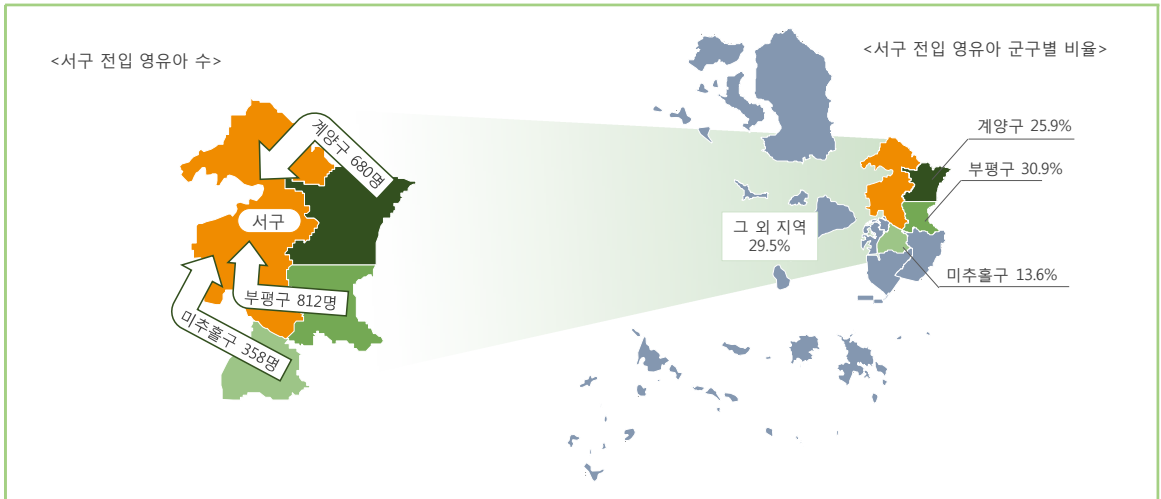 <서구 전입 영유아 수>
계양구 680명
서구
부평구 812명
미추홀구 358명
<서구 전입 영유아 군구별 비율>
계양구 25.9%
부평구 30.9%
그 외 지역
29.5%
미추홀구 13.6%